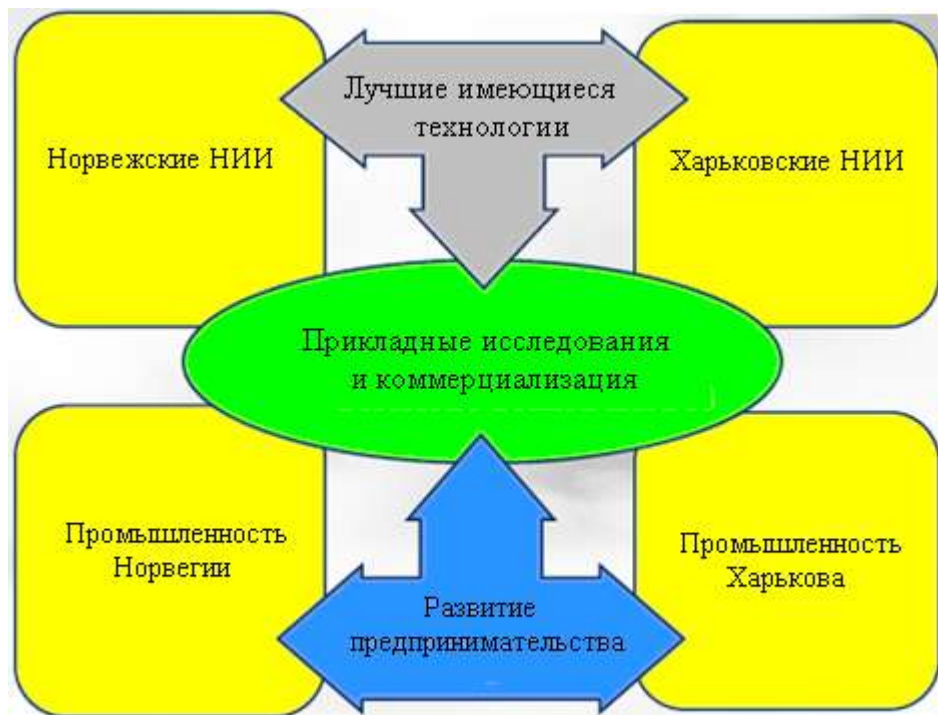 Лучшие имеющиеся
технологии
Норвежские НИИ
Харьковские НИИ
Прикладные исследования
и коммерциализация
Промышленность
Норвегии
Промышленность
Харькова
Развитие
предпринимательства